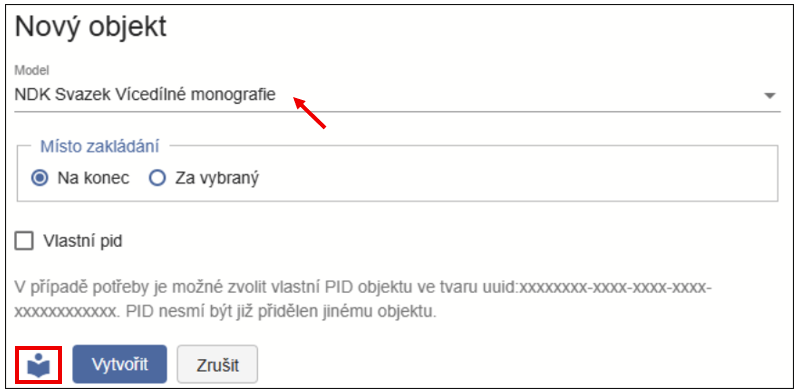 Nový objekt
Model
NDK Svazek Vícedílné monografie
Místo zakládání
Na konec Za vybraný
Vlastní pid
V případě potřeby je možné zvolit vlastní PID objektu ve tvaru uuid:xxxxxxxx-xxxx-xxxx-xxxx-
xxxxxxxxxxxx. PID nesmí být již přidělen jinému objektu.
Vytvořit Zrušit